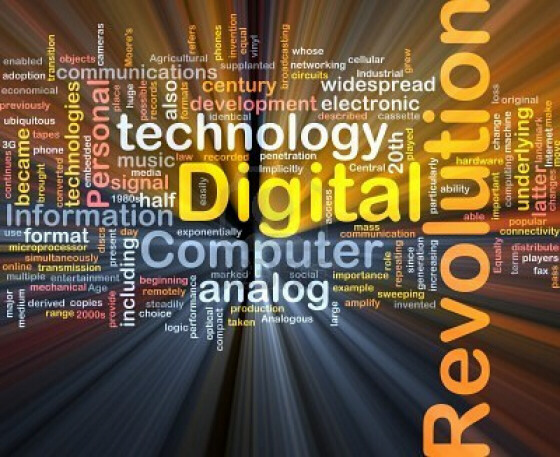 Revolution
Digital
technology
Computer
analog
Information
Personal
communications
century
widespread
development
electronic
identical
described
cassette
technologies
also
underlying
latter
became
format
including
signal
half
music
20th
enabled
transition
objects
cameras
Moore's
Agricultural
refers
phones
invention
equal
vinyl
broadcasting
whose
networking
cellular
supplanted
circuits
Industrial
grew
adoption
economical
previously
ubiquitous
tapes
3G
phone
continues
brought
converted
embedded
place
huge
possible
records
formats
law
recorded
penetration
Implicitly
Central
played
media
1980s
easily
access
mass
communication
particularly
ability
able
important
hardware
computing
machine
change
loss
original
make
Internet
move
changes
popular
connectivity
Equally
term
distribute
players
fax
pass
use
microprocessor
simultaneously
online
transmission
multiple
entertainment
mechanical
Age
major
medium
derived
copies
range
2000s
provide
discs
present
day
exponentially
marked
social
beginning
remotely
steadily
choice
logic
performance
optical
compact
production
taken
Analogous
large
importance
example
amplify
role
repeating
since
generation
increasing
sweeping
invented